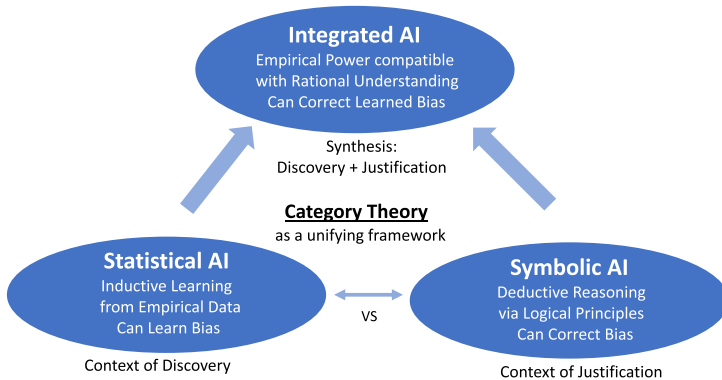 Integrated AI
Empirical Power compatible
with Rational Understanding
Can Correct Learned Bias
Synthesis:
Discovery + Justification
Category Theory
as a unifying framework
Statistical AI
Inductive Learning
from Empirical Data
Can Learn Bias
VS
Symbolic AI
Deductive Reasoning
via Logical Principles
Can Correct Bias
Context of Discovery
Context of Justification